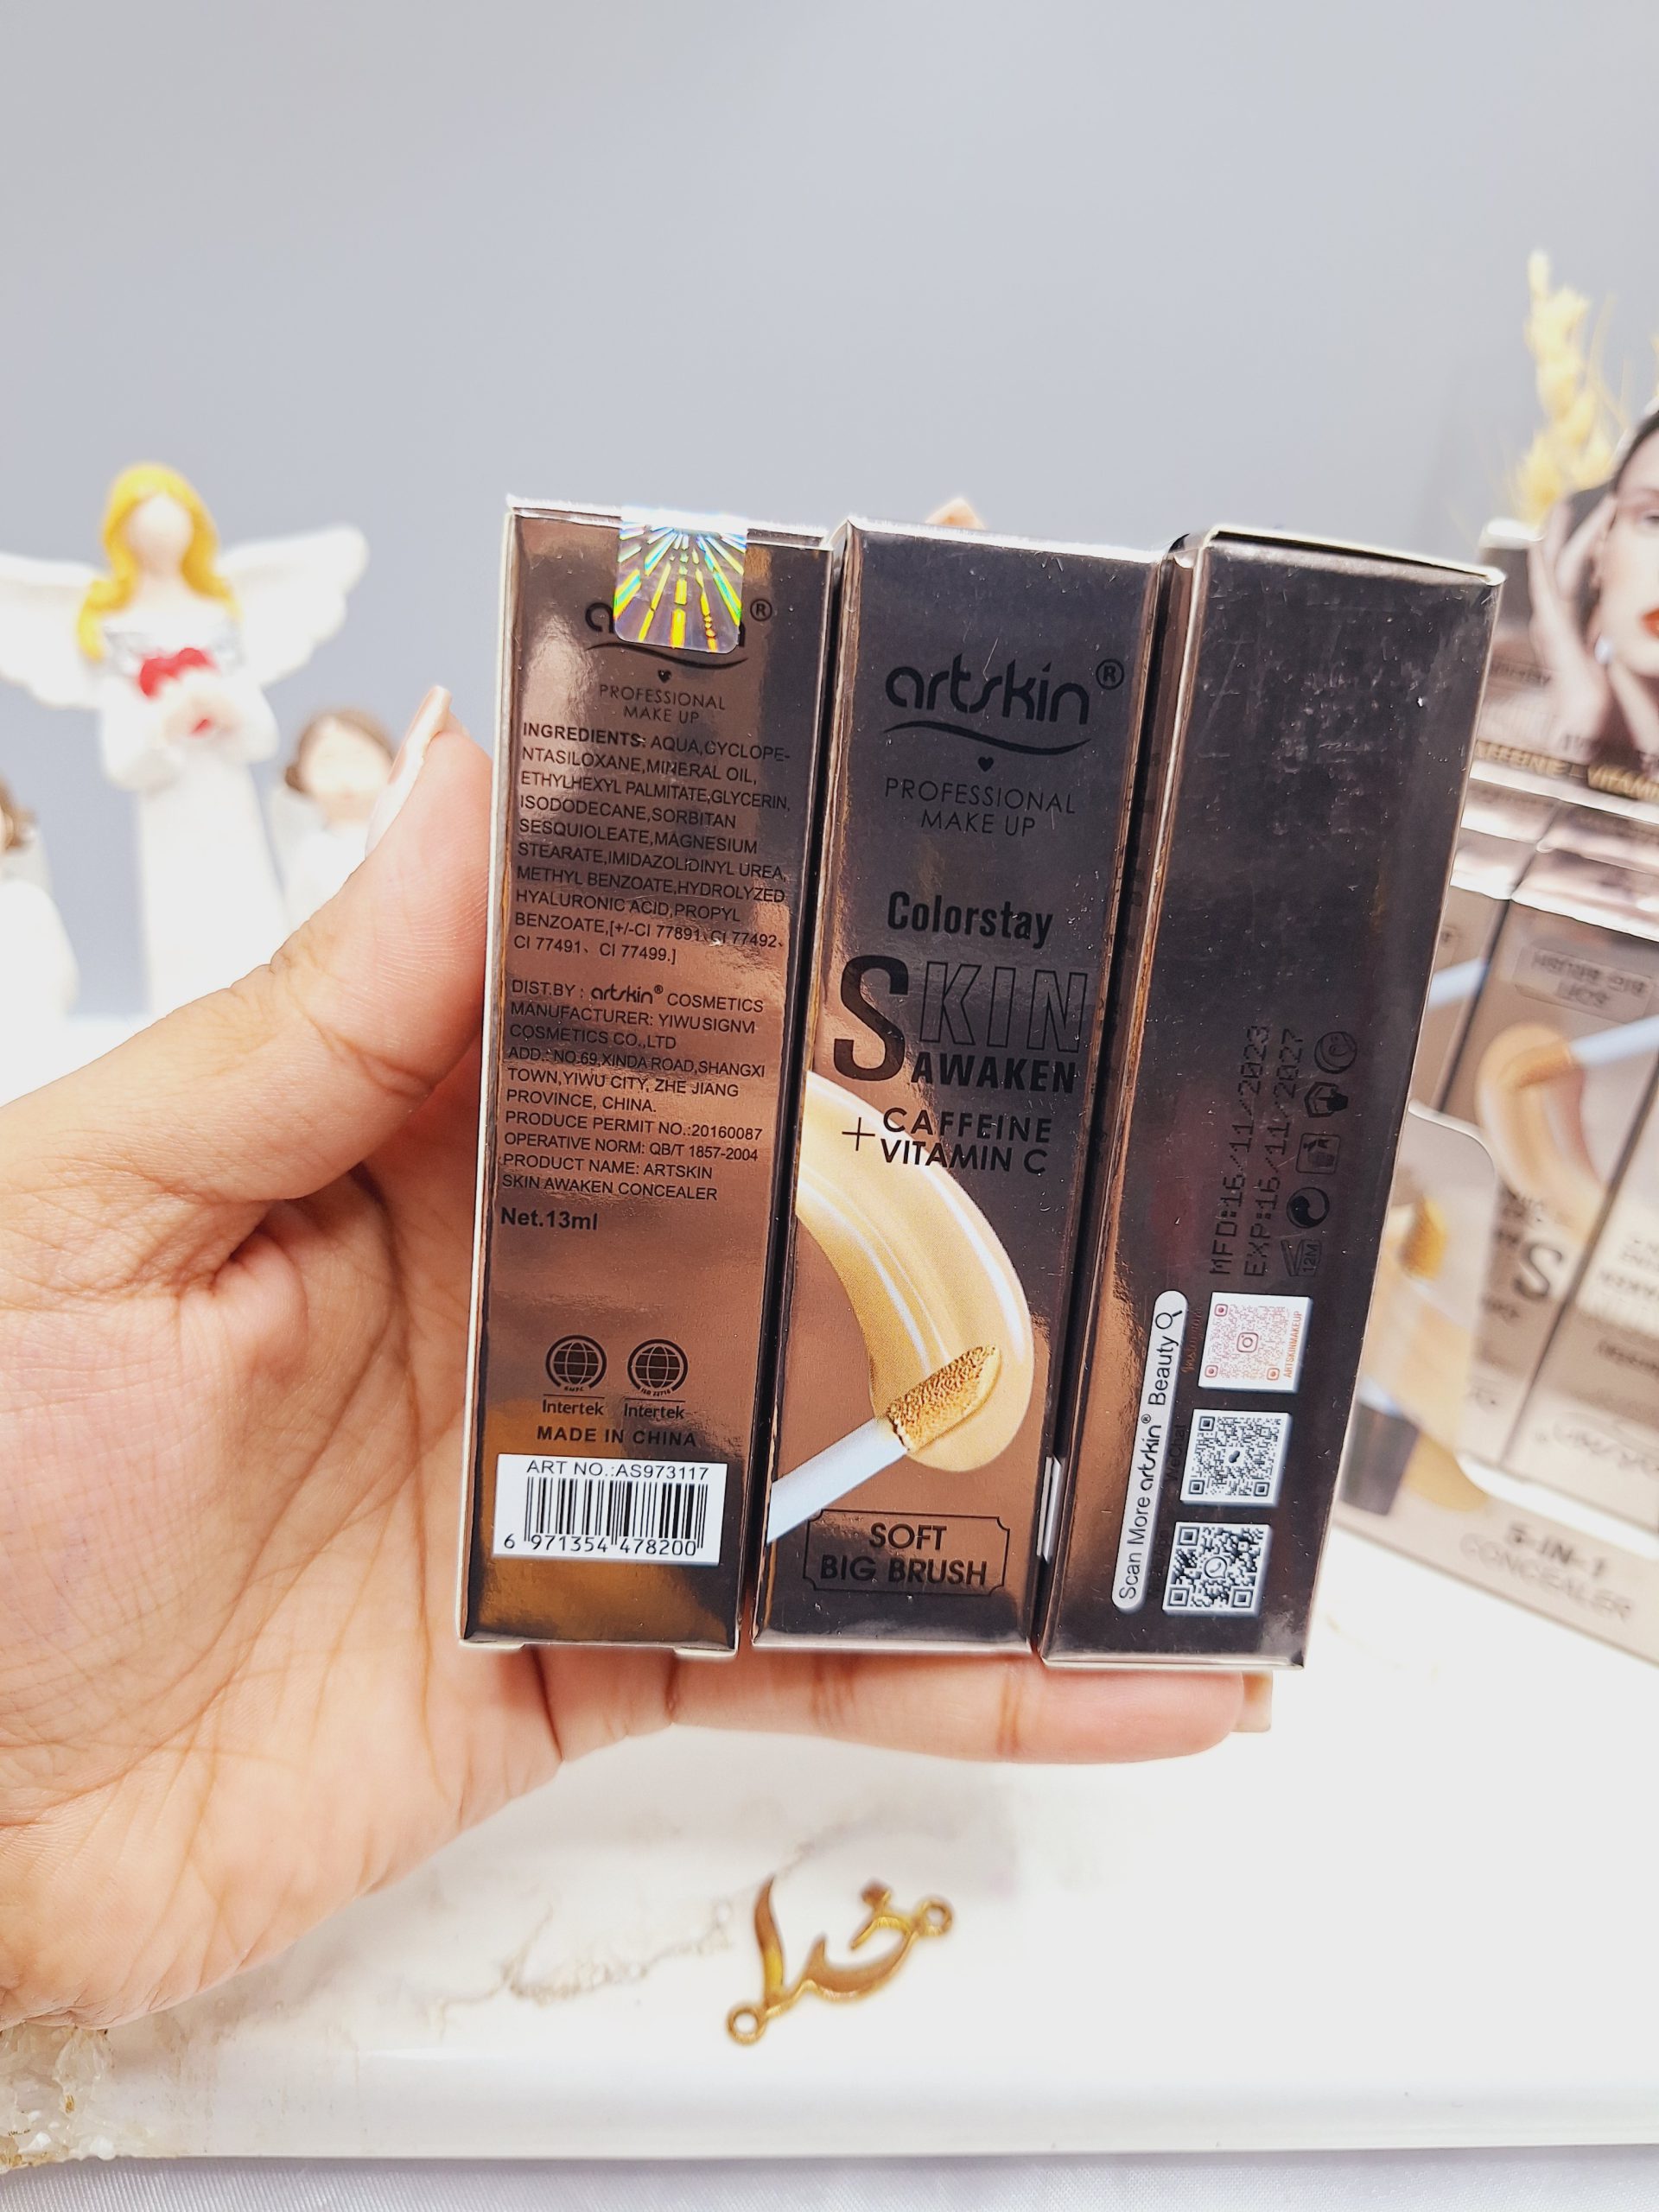 PROFESSIONAL
MAKE UP
INGREDIENTS: AQUA,CYCLOPE-
NTASILOXANE,MINERAL OIL,
ETHYLHEXYL PALMITATE,GLYCERIN,
ISODODECANE,SORBITAN
SESQUIOLEATE,MAGNESIUM
STEARATE,IMIDAZOLIDINYL UREA,
METHYL BENZOATE,HYDROLYZED
HYALURONIC ACID,PROPYL
BENZOATE,[+/-CI 77891、CI 77492、
CI 77491、 CI 77499.]
DIST.BY : artskin® COSMETICS
MANUFACTURER: YIWU SIGNVI
COSMETICS CO.,LTD
ADD.: NO.69,XINDA ROAD,SHANGXI
TOWN,YIWU CITY, ZHE JIANG
PROVINCE, CHINA.
PRODUCE PERMIT NO.:20160087
OPERATIVE NORM: QB/T 1857-2004
PRODUCT NAME: ARTSKIN
SKIN AWAKEN CONCEALER
Net.13ml
Intertek Intertek
MADE IN CHINA
ART NO.:AS973117
6 971354 478200
artskin®
PROFESSIONAL
MAKE UP
Colorstay
SKIN
AWAKEN
+ CAFFEINE
VITAMIN C
SOFT
BIG BRUSH
MFD:16/11/2023
EXP:16/11/2027
12M
Scan More artskin® Beauty
ARTSKINMAKEUP
5-IN-1
CONCEALER